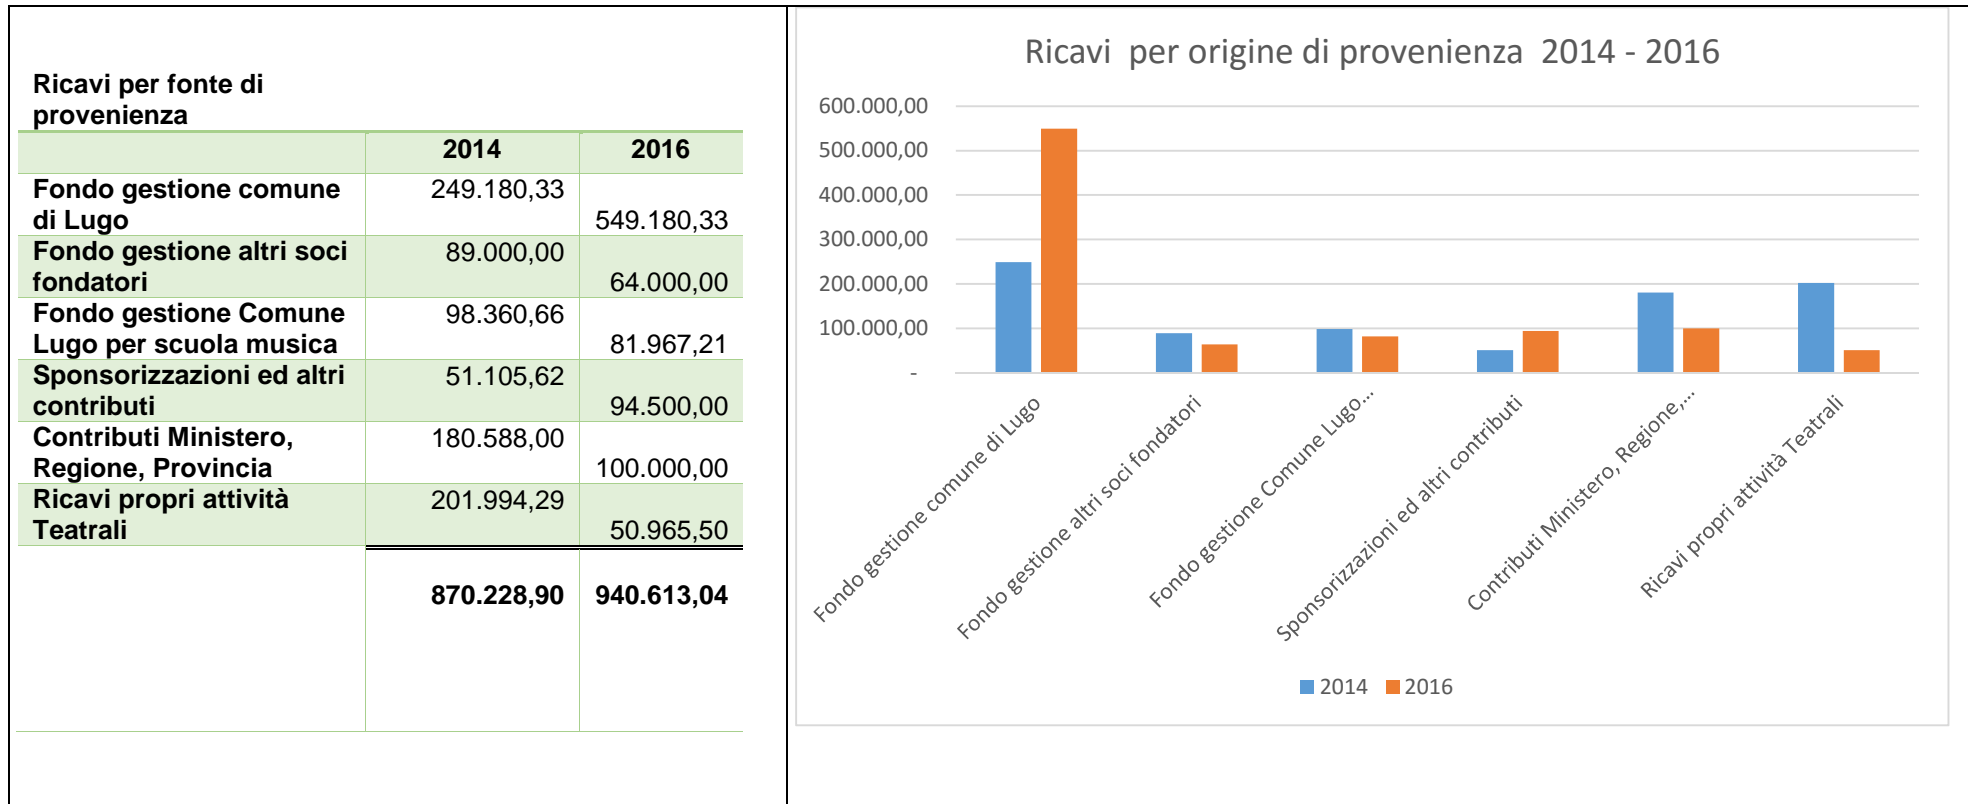 Ricavi per fonte di
provenienza
2014 2016
Fondo gestione comune
di Lugo
249.180,33
549.180,33
Fondo gestione altri soci
fondatori
89.000,00
64.000,00
Fondo gestione Comune
Lugo per scuola musica
98.360,66
81.967,21
Sponsorizzazioni ed altri
contributi
51.105,62
94.500,00
Contributi Ministero,
Regione, Provincia
180.588,00
100.000,00
Ricavi propri attività
Teatrali
201.994,29
50.965,50
870.228,90 940.613,04
Ricavi per origine di provenienza 2014 - 2016
600.000,00
500.000,00
400.000,00
300.000,00
200.000,00
100.000,00
-
Fondo gestione comune di Lugo
Fondo gestione altri soci fondatori
Fondo gestione Comune Lugo...
Sponsorizzazioni ed altri contributi
Contributi Ministero, Regione,...
Ricavi propri attività Teatrali
2014 2016